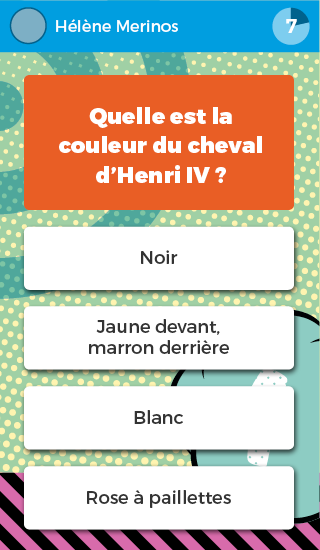 Hélène Merinos
7
Quelle est la
couleur du cheval
d’Henri IV ?
Noir
Jaune devant,
marron derrière
Blanc
Rose à paillettes